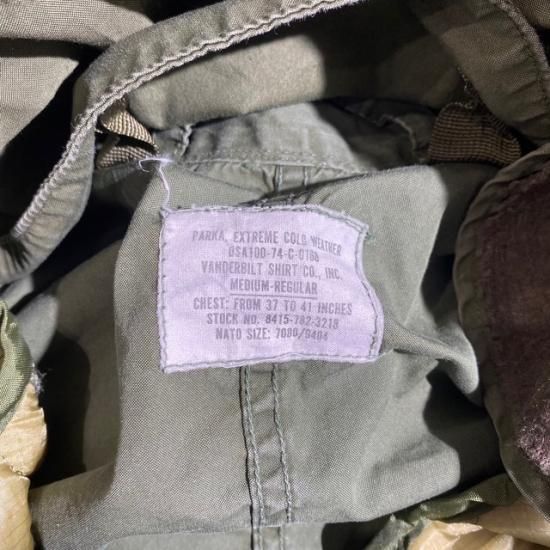 PARKA, EXTREME COLD WEATHER
DSA100-74-C-0188
VANDERBILT SHIRT CO., INC.
MEDIUM-REGULAR
CHEST: FROM 37 TO 41 INCHES
STOCK NO. 8415-782-3218
NATO SIZE: 7080/9404